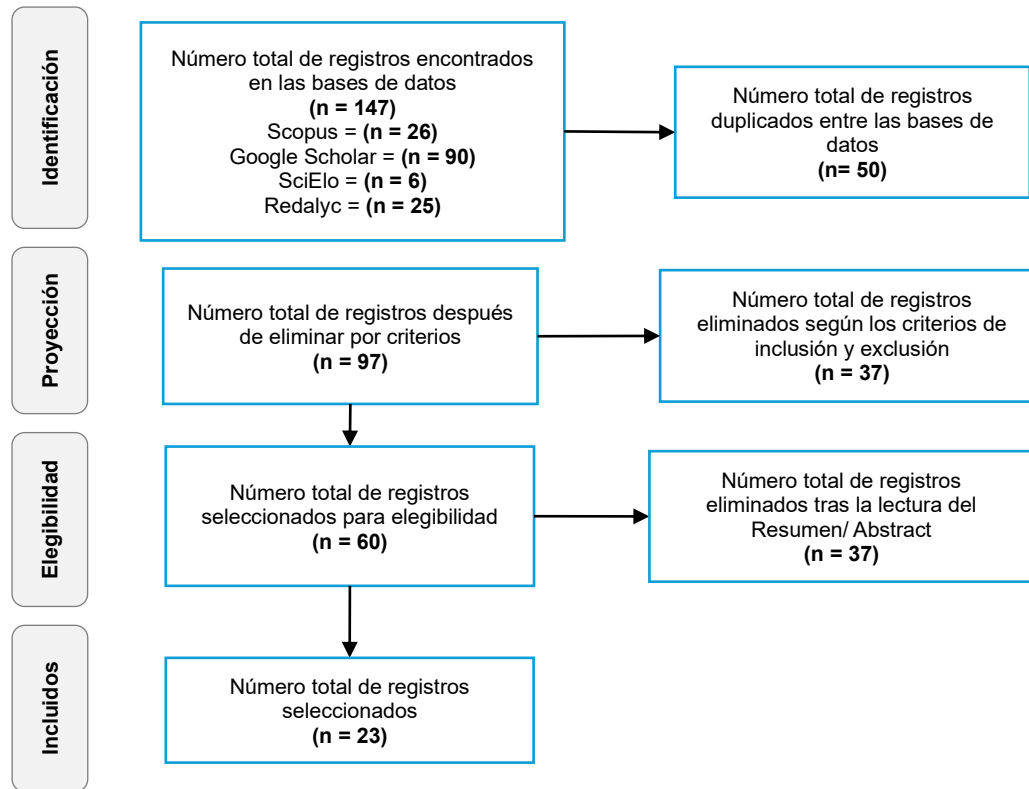 Identificación
Número total de registros encontrados
en las bases de datos
(n = 147)
Scopus = (n = 26)
Google Scholar = (n = 90)
SciElo = (n = 6)
Redalyc = (n = 25)
Número total de registros
duplicados entre las bases de
datos
(n= 50)
Proyección
Número total de registros después
de eliminar por criterios
(n = 97)
Número total de registros
eliminados según los criterios de
inclusión y exclusión
(n = 37)
Elegibilidad
Número total de registros
seleccionados para elegibilidad
(n = 60)
Número total de registros
eliminados tras la lectura del
Resumen/ Abstract
(n = 37)
Incluidos
Número total de registros
seleccionados
(n = 23)